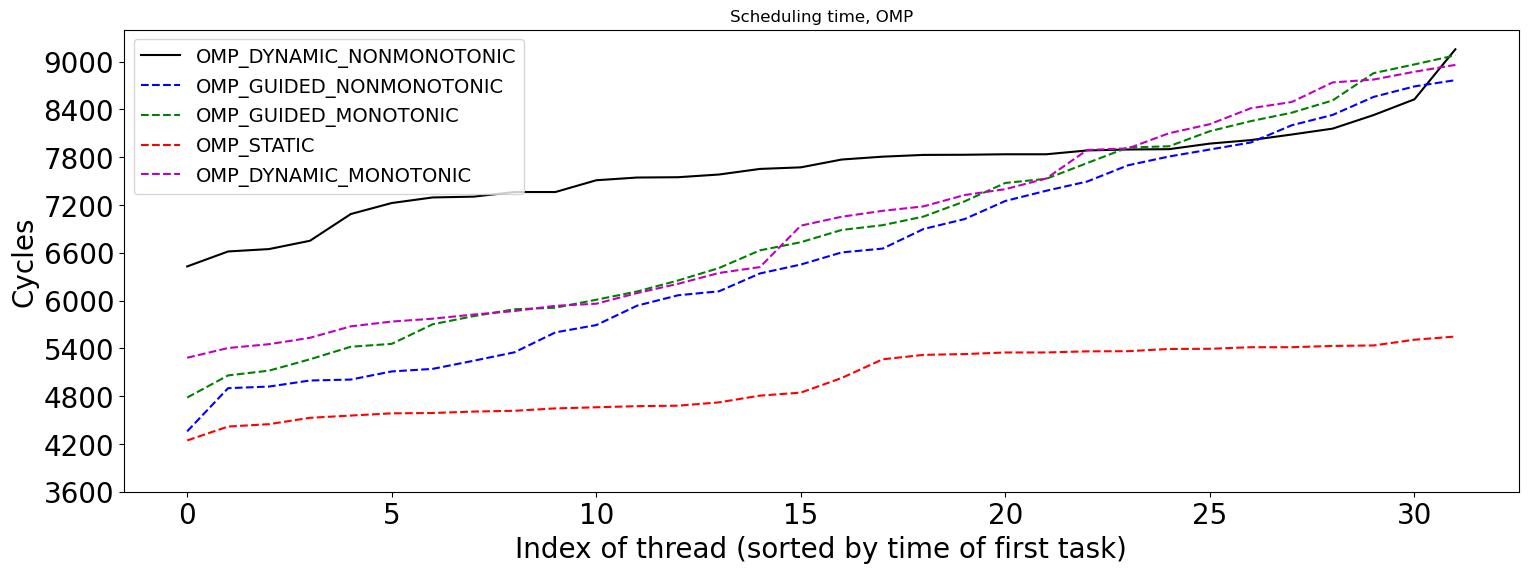 Scheduling time, OMP
OMP_DYNAMIC_NONMONOTONIC
OMP_GUIDED_NONMONOTONIC
OMP_GUIDED_MONOTONIC
OMP_STATIC
OMP_DYNAMIC_MONOTONIC
Cycles
9000
8400
7800
7200
6600
6000
5400
4800
4200
3600
0 5 10 15 20 25 30
Index of thread (sorted by time of first task)